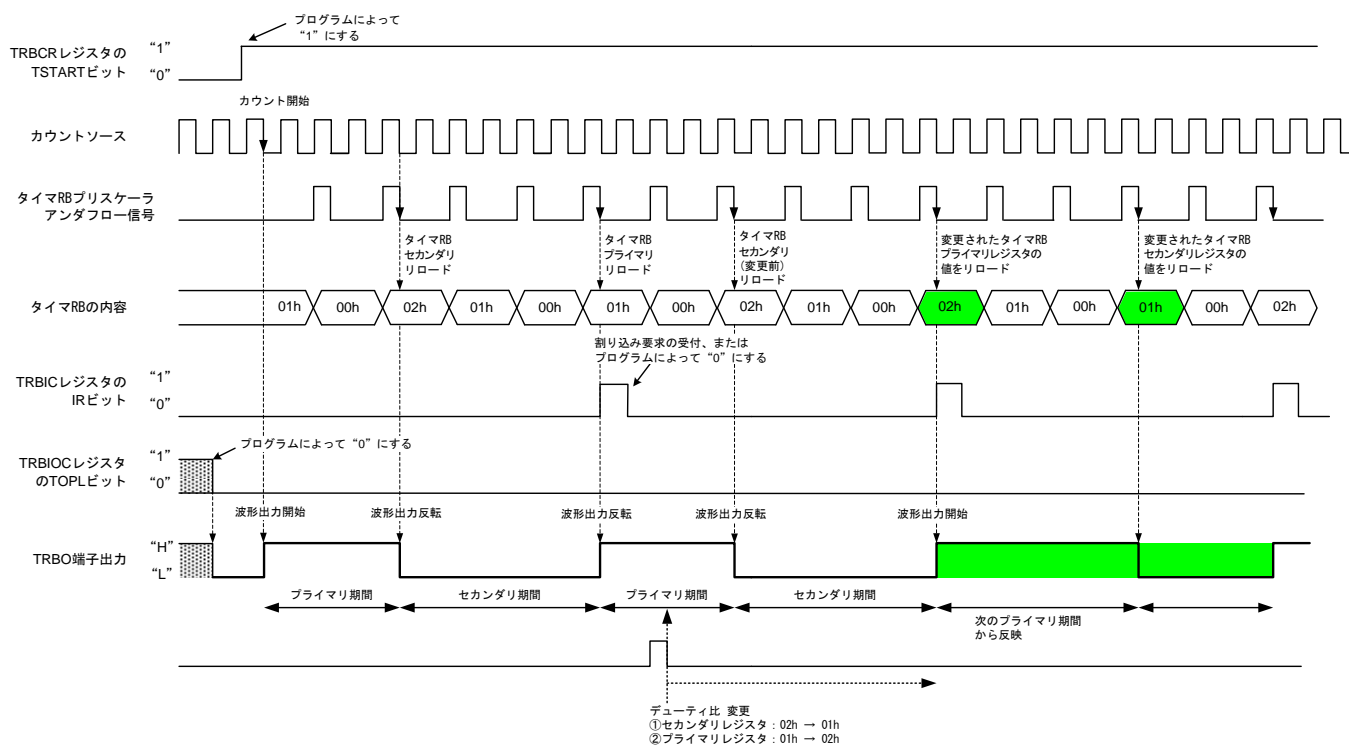 プログラムによって
“1”にする
TRBCRレジスタの
TSTARTビット
“1”
“0”
カウント開始
カウントソース
タイマRBプリスケーラ
アンダフロー信号
タイマRB
セカンダリ
リロード
タイマRB
プライマリ
リロード
タイマRB
セカンダリ
(変更前)
リロード
変更されたタイマRB
プライマリレジスタの
値をリロード
変更されたタイマRB
セカンダリレジスタの
値をリロード
タイマRBの内容
01h 00h 02h 01h 00h 01h 00h 02h 01h 00h 02h 01h 00h 01h 00h 02h
割り込み要求の受付、または
プログラムによって“0”にする
TRBICレジスタの
IRビット
“1”
“0”
プログラムによって“0”にする
TRBIOCレジスタ
のTOPLビット
“1”
“0”
波形出力開始 波形出力反転 波形出力反転 波形出力反転 波形出力開始
TRBO端子出力
“H”
“L”
プライマリ期間 セカンダリ期間 プライマリ期間 セカンダリ期間
次のプライマリ期間
から反映
デューティ比 変更
①セカンダリレジスタ：02h → 01h
②プライマリレジスタ：01h → 02h